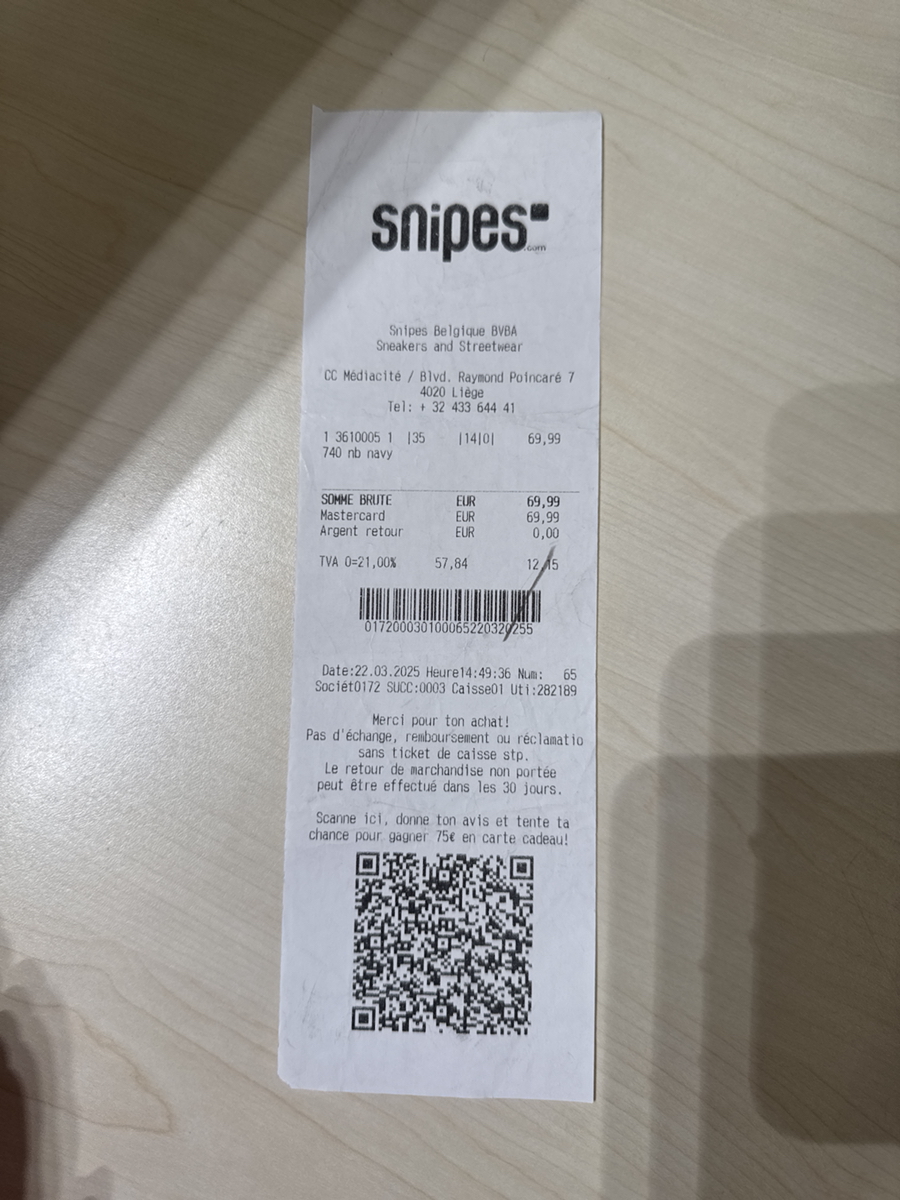 snipes
.com
Snipes Belgique BVBA
Sneakers and Streetwear
CC Médiacité / Blvd. Raymond Poincaré 7
4020 Liège
Tel: + 32 433 644 41
1 3610005 1 |35 |14|0| 69,99
740 nb navy
SOMME BRUTE EUR 69,99
Mastercard EUR 69,99
Argent retour EUR 0,00
TVA 0=21,00% 57,84 12,15
017200030100065220320255
Date:22.03.2025 Heure14:49:36 Num: 65
Sociét0172 SUCC:0003 Caisse01 Uti:282189
Merci pour ton achat!
Pas d'échange, remboursement ou réclamatio
sans ticket de caisse stp.
Le retour de marchandise non portée
peut être effectué dans les 30 jours.
Scanne ici, donne ton avis et tente ta
chance pour gagner 75€ en carte cadeau!